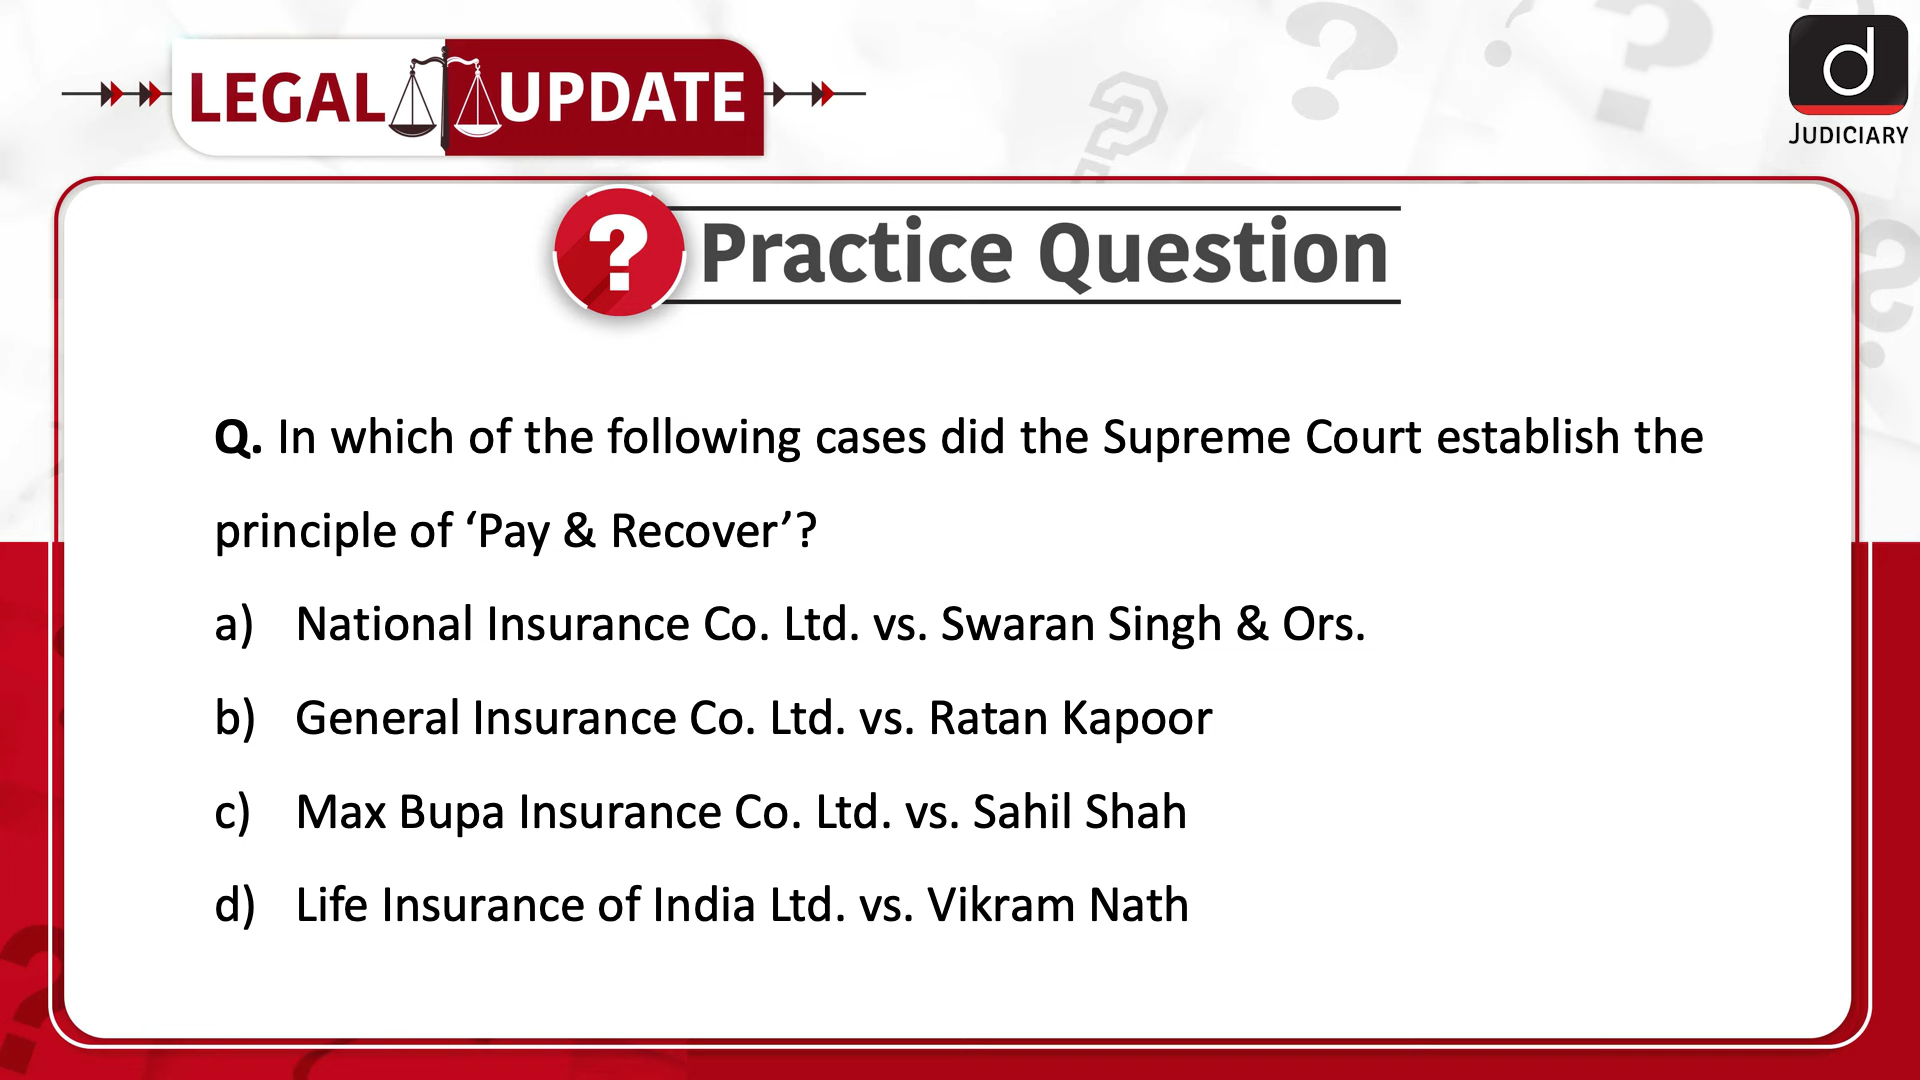 LEGAL UPDATE
d
JUDICIARY
? Practice Question
Q. In which of the following cases did the Supreme Court establish the
principle of ‘Pay & Recover’?
a) National Insurance Co. Ltd. vs. Swaran Singh & Ors.
b) General Insurance Co. Ltd. vs. Ratan Kapoor
c) Max Bupa Insurance Co. Ltd. vs. Sahil Shah
d) Life Insurance of India Ltd. vs. Vikram Nath